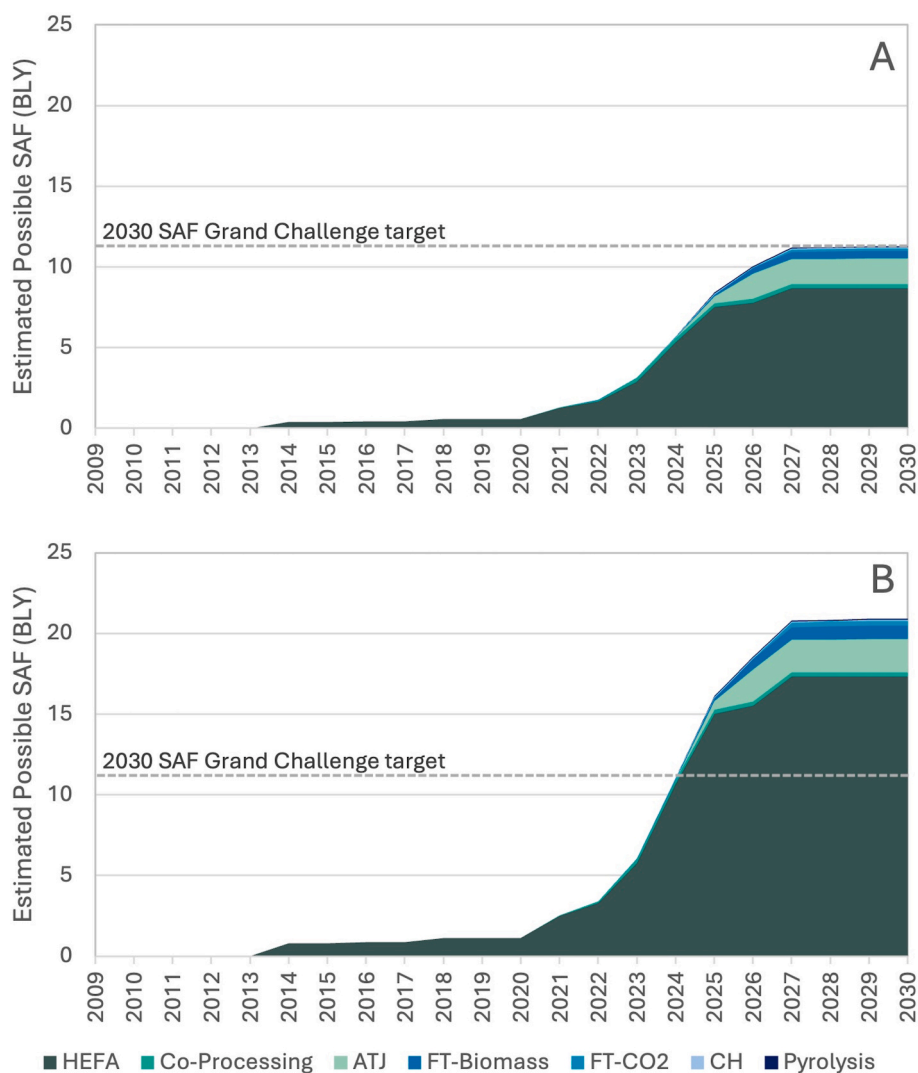 A
Estimated Possible SAF (BLY)
25
20
15
10
5
0
2030 SAF Grand Challenge target
2009 2010 2011 2012 2013 2014 2015 2016 2017 2018 2019 2020 2021 2022 2023 2024 2025 2026 2027 2028 2029 2030
B
Estimated Possible SAF (BLY)
25
20
15
10
5
0
2030 SAF Grand Challenge target
2009 2010 2011 2012 2013 2014 2015 2016 2017 2018 2019 2020 2021 2022 2023 2024 2025 2026 2027 2028 2029 2030
HEFA Co-Processing ATJ FT-Biomass FT-CO2 CH Pyrolysis